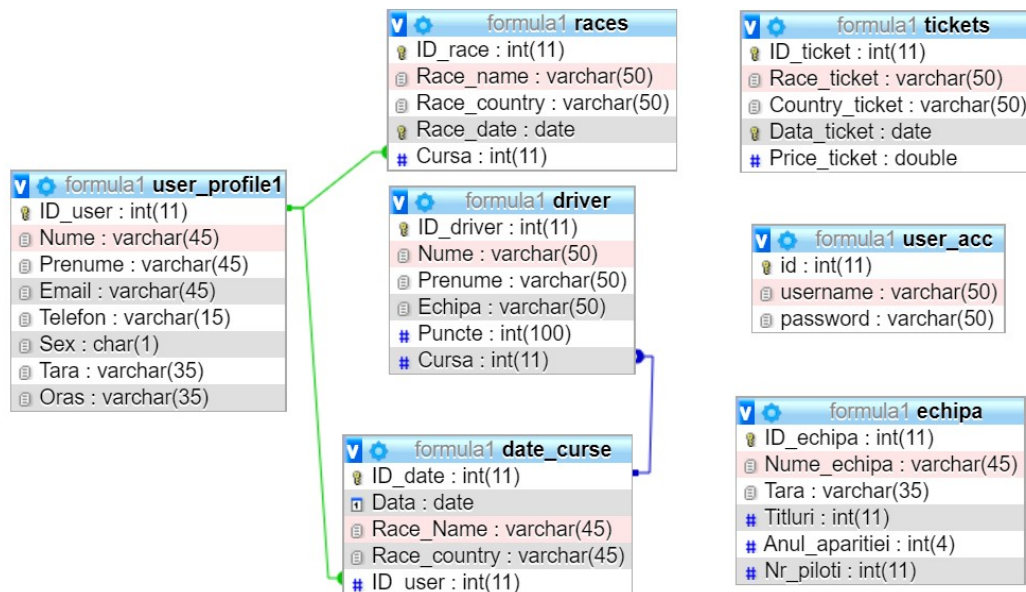 formula1 races
ID_race : int(11)
Race_name : varchar(50)
Race_country : varchar(50)
Race_date : date
# Cursa : int(11)
formula1 tickets
ID_ticket : int(11)
Race_ticket : varchar(50)
Country_ticket : varchar(50)
Data_ticket : date
# Price_ticket : double
formula1 user_profile1
ID_user : int(11)
Nume : varchar(45)
Prenume : varchar(45)
Email : varchar(45)
Telefon : varchar(15)
Sex : char(1)
Tara : varchar(35)
Oras : varchar(35)
formula1 driver
ID_driver : int(11)
Nume : varchar(50)
Prenume : varchar(50)
Echipa : varchar(50)
# Puncte : int(100)
# Cursa : int(11)
formula1 user_acc
id : int(11)
username : varchar(50)
password : varchar(50)
formula1 date_curse
ID_date : int(11)
Data : date
Race_Name : varchar(45)
Race_country : varchar(45)
# ID_user : int(11)
formula1 echipa
ID_echipa : int(11)
Nume_echipa : varchar(45)
Tara : varchar(35)
# Titluri : int(11)
# Anul_aparitiei : int(4)
# Nr_piloti : int(11)